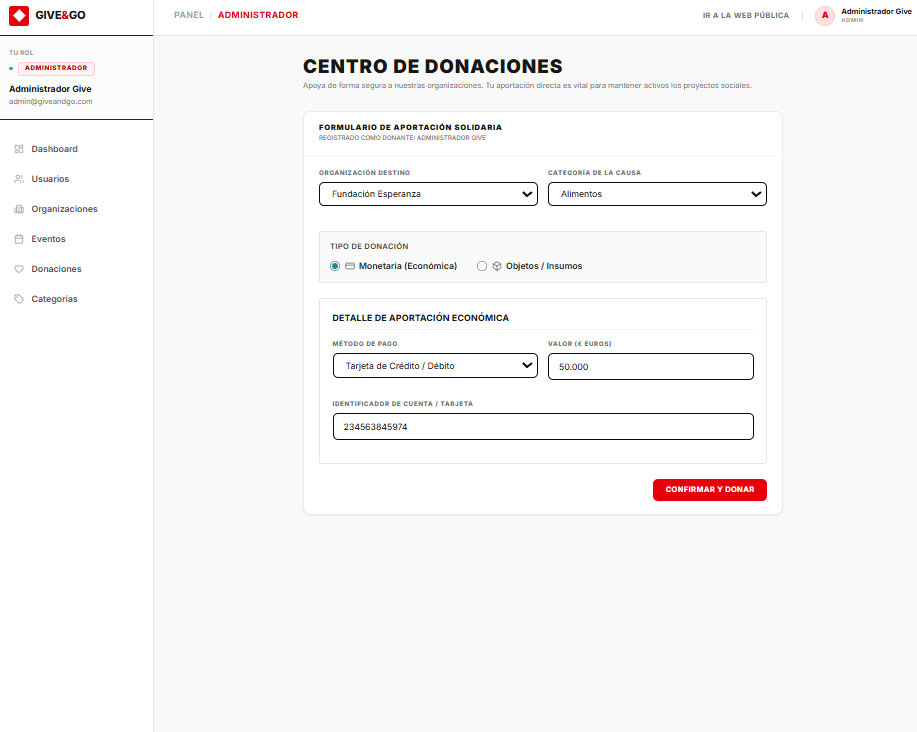 GIVE&GO
PANEL / ADMINISTRADOR
IR A LA WEB PÚBLICA
A
Administrador Give
ADMIN
TU ROL
ADMINISTRADOR
Administrador Give
admin@giveandgo.com
Dashboard
Usuarios
Organizaciones
Eventos
Donaciones
Categorías
CENTRO DE DONACIONES
Apoya de forma segura a nuestras organizaciones. Tu aportación directa es vital para mantener activos los proyectos sociales.
FORMULARIO DE APORTACIÓN SOLIDARIA
REGISTRADO COMO DONANTE: ADMINISTRADOR GIVE
ORGANIZACIÓN DESTINO
Fundación Esperanza
CATEGORÍA DE LA CAUSA
Alimentos
TIPO DE DONACIÓN
Monetaria (Económica)
Objetos / Insumos
DETALLE DE APORTACIÓN ECONÓMICA
MÉTODO DE PAGO
Tarjeta de Crédito / Débito
VALOR (€ EUROS)
50.000
IDENTIFICADOR DE CUENTA / TARJETA
234563845974
CONFIRMAR Y DONAR